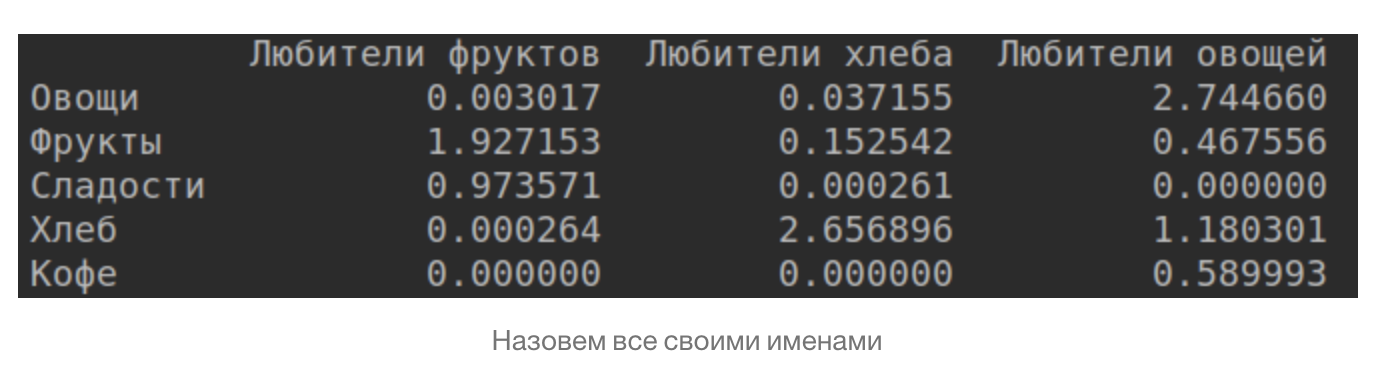 Любители фруктов Любители хлеба Любители овощей
Овощи 0.003017 0.037155 2.744660
Фрукты 1.927153 0.152542 0.467556
Сладости 0.973571 0.000261 0.000000
Хлеб 0.000264 2.656896 1.180301
Кофе 0.000000 0.000000 0.589993
Назовем все своими именами